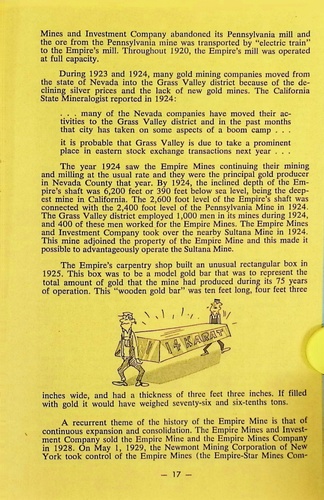 Mines and Investment Company abandoned its Pennsylvania mill and
the ore from the Pennsylvania mine was transported by "electric train"
to the Empire's mill. Throughout 1920, the Empire's mill was operated
at full capacity.
During 1923 and 1924, many gold mining companies moved from the
state of Nevada into the Grass Valley district because of the de-
clining silver prices and the lack of new gold mines. The California
State Mineralogist reported in 1924:
. . . many of the Nevada companies have moved their ac-
tivities to the Grass Valley district and in the past months
that city has taken on some aspects of a boom camp . . .
it is probable that Grass Valley is due to take a prominent
place in eastern stock exchange transactions next year . . .
The year 1924 saw the Empire Mines continuing their mining
and milling at the usual rate and they were the principal gold producer
in Nevada County that year. By 1924, the inclined depth of the Em-
pire's shaft was 6,200 feet or 390 feet below sea level, being the deep-
est mine in California. The 2,600 foot level of the Empire's shaft was
connected with the 2,400 foot level of the Pennsylvania Mine in 1924.
The Grass Valley district employed 1,000 men in its mines during 1924,
and 400 of these men worked for the Empire Mines. The Empire Mines
and Investment Company took over the nearby Sultana Mine in 1924.
This mine adjoined the property of the Empire Mine and this made it
possible to advantageously operate the Sultana Mine.
The Empire's carpentry shop built an unusual rectangular box in
1925. This box was to be a model gold bar that was to represent the
total amount of gold that the mine had produced during its 75 years
of operation. This "wooden gold bar" was ten feet long, four feet three
14 KARAT
inches wide, and had a thickness of three feet three inches. If filled
with gold it would have weighed seventy-six and six-tenths tons.
A recurrent theme of the history of the Empire Mine is that of
continuous expansion and consolidation. The Empire Mines and Invest-
ment Company sold the Empire Mine and the Empire Mines Company
in 1928. On May 1, 1929, the Newmont Mining Corporation of New
York took control of the Empire Mines (the Empire-Star Mines Com-
— 17 —